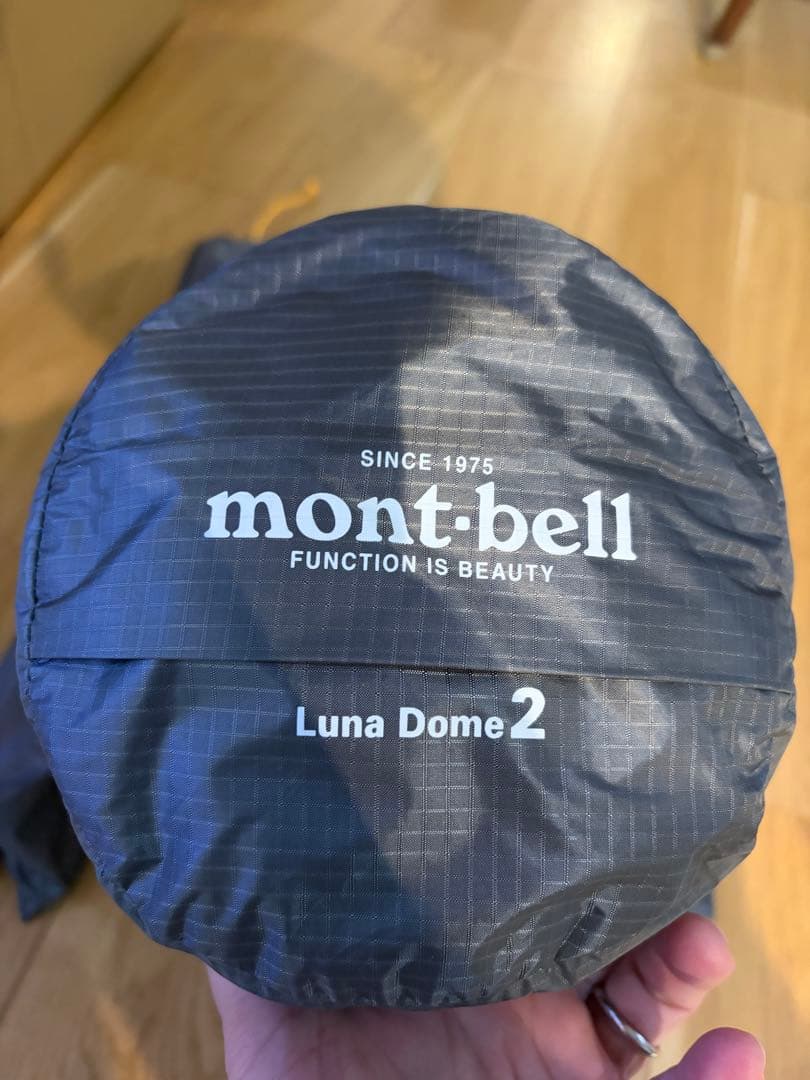 SINCE 1975
mont·bell
FUNCTION IS BEAUTY
Luna Dome 2